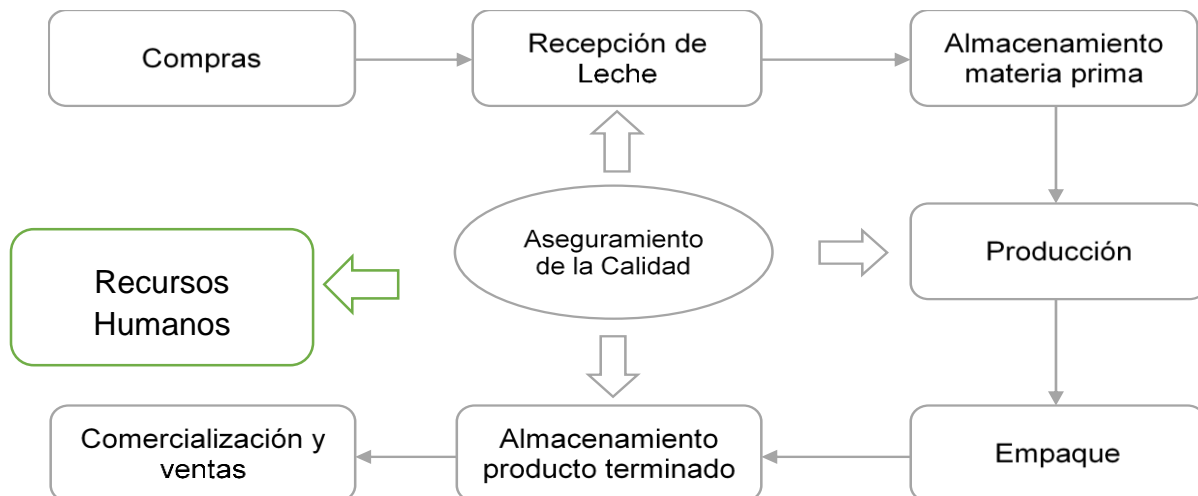 Compras
Recepción de
Leche
Almacenamiento
materia prima
Recursos
Humanos
Aseguramiento
de la Calidad
Producción
Comercialización y
ventas
Almacenamiento
producto terminado
Empaque